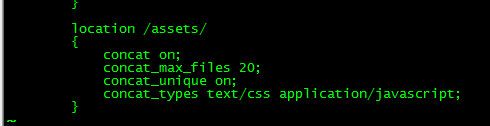 }
location /assets/
{
concat on;
concat_max_files 20;
concat_unique on;
concat_types text/css application/javascript;
}
~